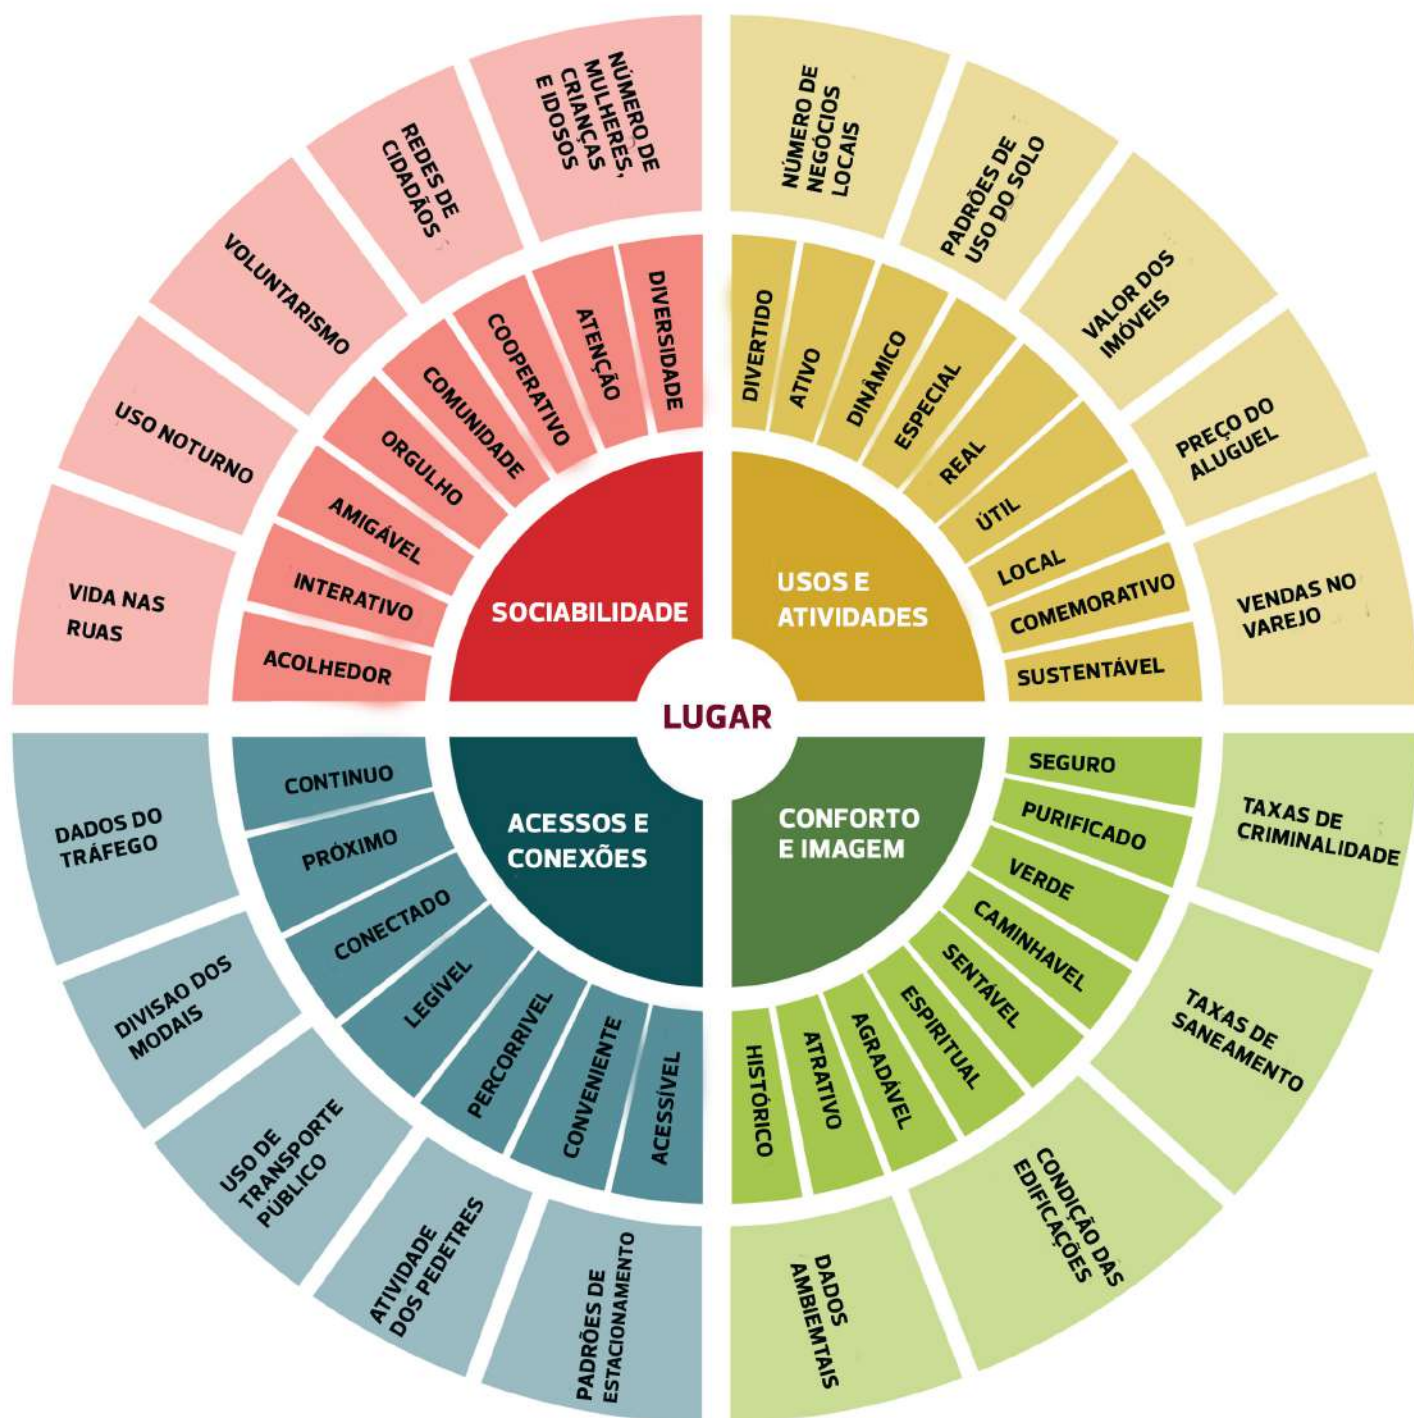 NÚMERO DE
MULHERES,
CRIANÇAS
E IDOSOS
REDES DE
CIDADÃOS
VOLUNTARISMO
USO NOTURNO
VIDA NAS
RUAS
DIVERSIDADE
ATENÇÃO
COOPERATIVO
COMUNIDADE
ORGULHO
AMIGÁVEL
INTERATIVO
ACOLHEDOR
SOCIABILIDADE
NÚMERO DE
NEGÓCIOS
LOCAIS
PADRÕES DE
USO DO SOLO
VALOR DOS
IMÓVEIS
PREÇO DO
ALUGUEL
VENDAS NO
VAREJO
DIVERTIDO
ATIVO
DINÂMICO
ESPECIAL
REAL
ÚTIL
LOCAL
COMEMORATIVO
SUSTENTÁVEL
USOS E
ATIVIDADES
LUGAR
ACESSOS E
CONEXÕES
CONTINUO
PRÓXIMO
CONECTADO
LEGÍVEL
PERCORRIVEL
CONVENIENTE
ACESSÍVEL
DADOS DO
TRÁFEGO
DIVISAO DOS
MODAIS
USO DE
TRANSPORTE
PÚBLICO
ATIVIDADE
DOS PEDETRES
PADRÕES DE
ESTACIONAMENTO
CONFORTO
E IMAGEM
SEGURO
PURIFICADO
VERDE
CAMINHAVEL
SENTÁVEL
ESPIRITUAL
AGRADÁVEL
ATRATIVO
HISTÓRICO
TAXAS DE
CRIMINALIDADE
TAXAS DE
SANEAMENTO
CONDIÇÃO DAS
EDIFICAÇÕES
DADOS
AMBIEMTAIS